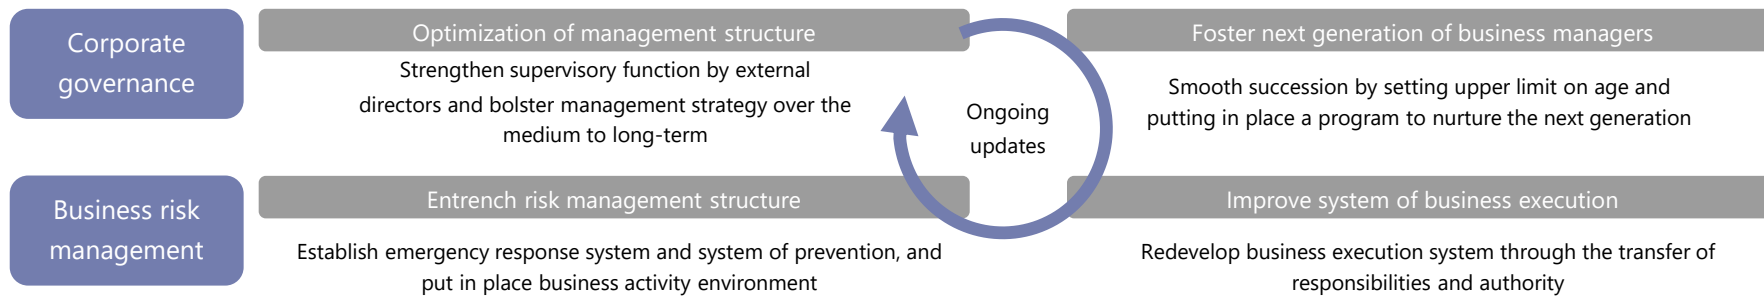 Corporate
governance
Optimization of management structure
Strengthen supervisory function by external
directors and bolster management strategy over the
medium to long-term
Ongoing
updates
Foster next generation of business managers
Smooth succession by setting upper limit on age and
putting in place a program to nurture the next generation
Business risk
management
Entrench risk management structure
Establish emergency response system and system of prevention, and
put in place business activity environment
Improve system of business execution
Redevelop business execution system through the transfer of
responsibilities and authority